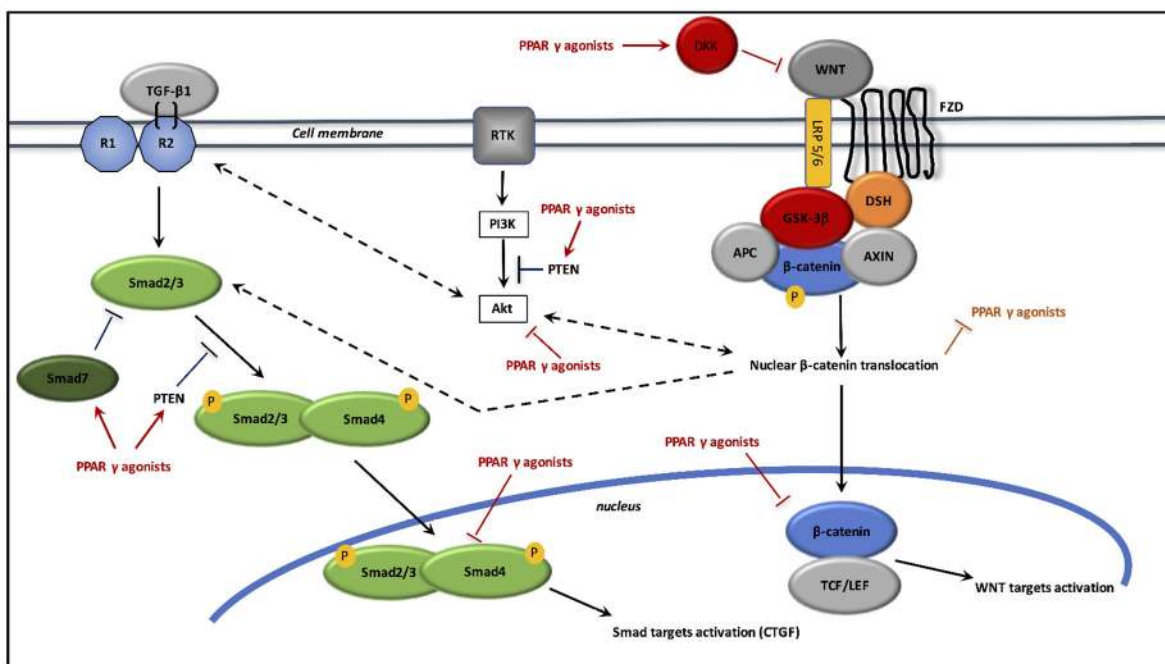 PPAR γ agonists
DKK
WNT
TGF-β1
FZD
R1
R2
Cell membrane
RTK
LRP 5/6
PI3K
PPAR γ agonists
GSK-3β
DSH
APC
AXIN
PTEN
β-catenin
P
Smad2/3
Akt
PPAR γ agonists
PPAR γ agonists
Nuclear β-catenin translocation
Smad7
PTEN
P
P
Smad2/3
Smad4
PPAR γ agonists
PPAR γ agonists
PPAR γ agonists
nucleus
β-catenin
P
P
Smad2/3
Smad4
TCF/LEF
WNT targets activation
Smad targets activation (CTGF)